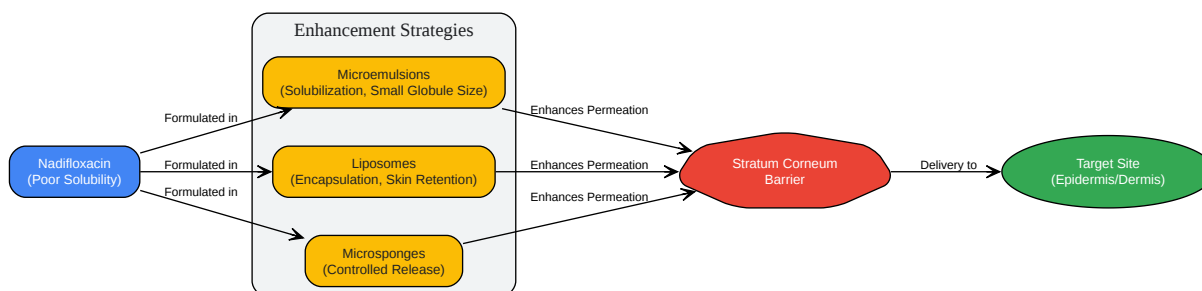 Enhancement Strategies
Microemulsions
(Solubilization, Small Globule Size)
Formulated in
Enhances Permeation
Nadifloxacin
(Poor Solubility)
Formulated in
Liposomes
(Encapsulation, Skin Retention)
Enhances Permeation
Stratum Corneum
Barrier
Delivery to
Target Site
(Epidermis/Dermis)
Formulated in
Enhances Permeation
Microsponges
(Controlled Release)